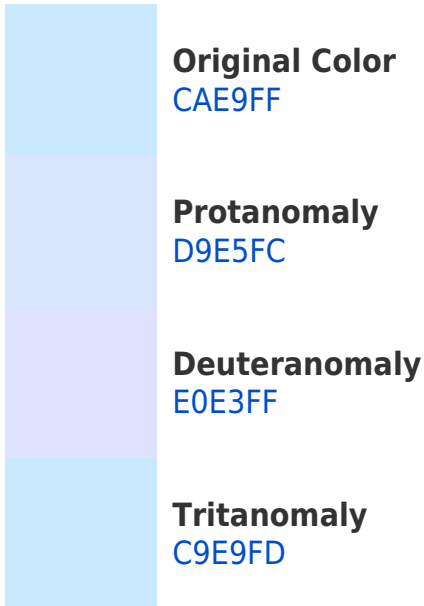 Original Color
CAE9FF
Protanomaly
D9E5FC
Deuteranomaly
E0E3FF
Tritanomaly
C9E9FD